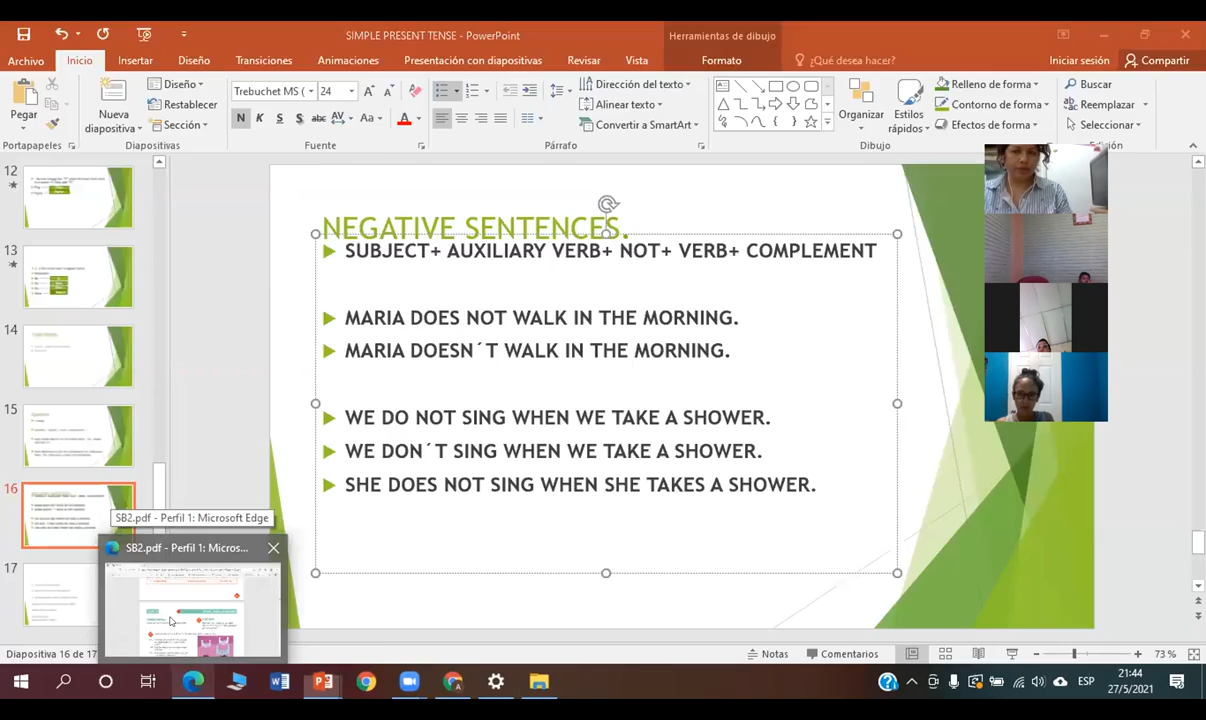 SIMPLE PRESENT TENSE - PowerPoint
Herramientas de dibujo
Archivo
Inicio
Insertar
Diseño
Transiciones
Animaciones
Presentación con diapositivas
Revisar
Vista
Formato
¿Qué desea hacer?
Iniciar sesión
Compartir
Pegar
Nueva
diapositiva
Diseño
Restablecer
Sección
Trebuchet MS (
24
N K S S abc AV Aa A
Dirección del texto
Alinear texto
Convertir a SmartArt
Organizar
Estilos
rápidos
Relleno de forma
Contorno de forma
Efectos de forma
Buscar
Reemplazar
Seleccionar
Portapapeles
Diapositivas
Fuente
Párrafo
Dibujo
Edición
12
13
14
15
16
17
NEGATIVE SENTENCES.
SUBJECT+ AUXILIARY VERB+ NOT+ VERB+ COMPLEMENT
MARIA DOES NOT WALK IN THE MORNING.
MARIA DOESN´T WALK IN THE MORNING.
WE DO NOT SING WHEN WE TAKE A SHOWER.
WE DON´T SING WHEN WE TAKE A SHOWER.
SHE DOES NOT SING WHEN SHE TAKES A SHOWER.
SB2.pdf - Perfil 1: Microsoft Edge
SB2.pdf - Perfil 1: Micros...
Diapositiva 16 de 17
Notas
Comentarios
73 %
ESP
21:44
27/5/2021